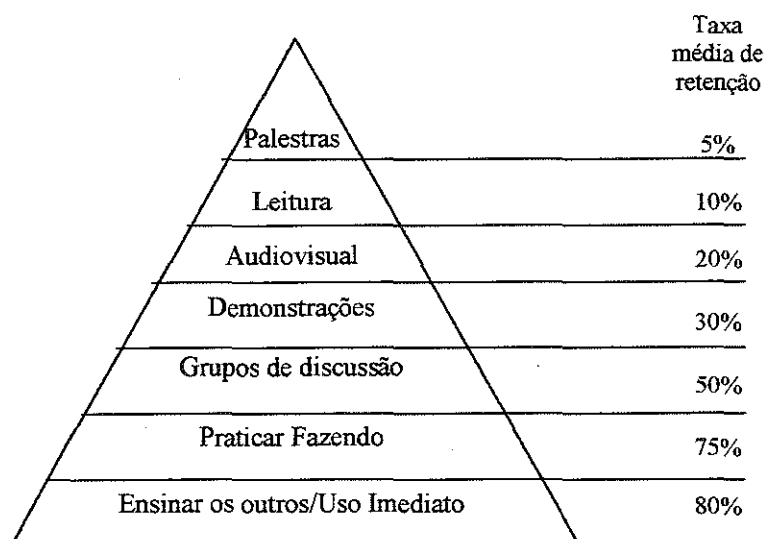 Taxa
média de
retenção
Palestras 5%
Leitura 10%
Audiovisual 20%
Demonstrações 30%
Grupos de discussão 50%
Praticar Fazendo 75%
Ensinar os outros/Uso Imediato 80%